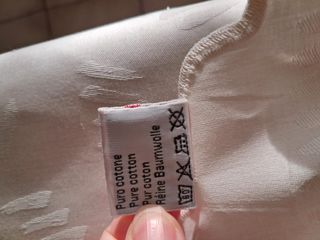 Puro cotone
Pure cotton
Pur coton
Reine Baumwolle